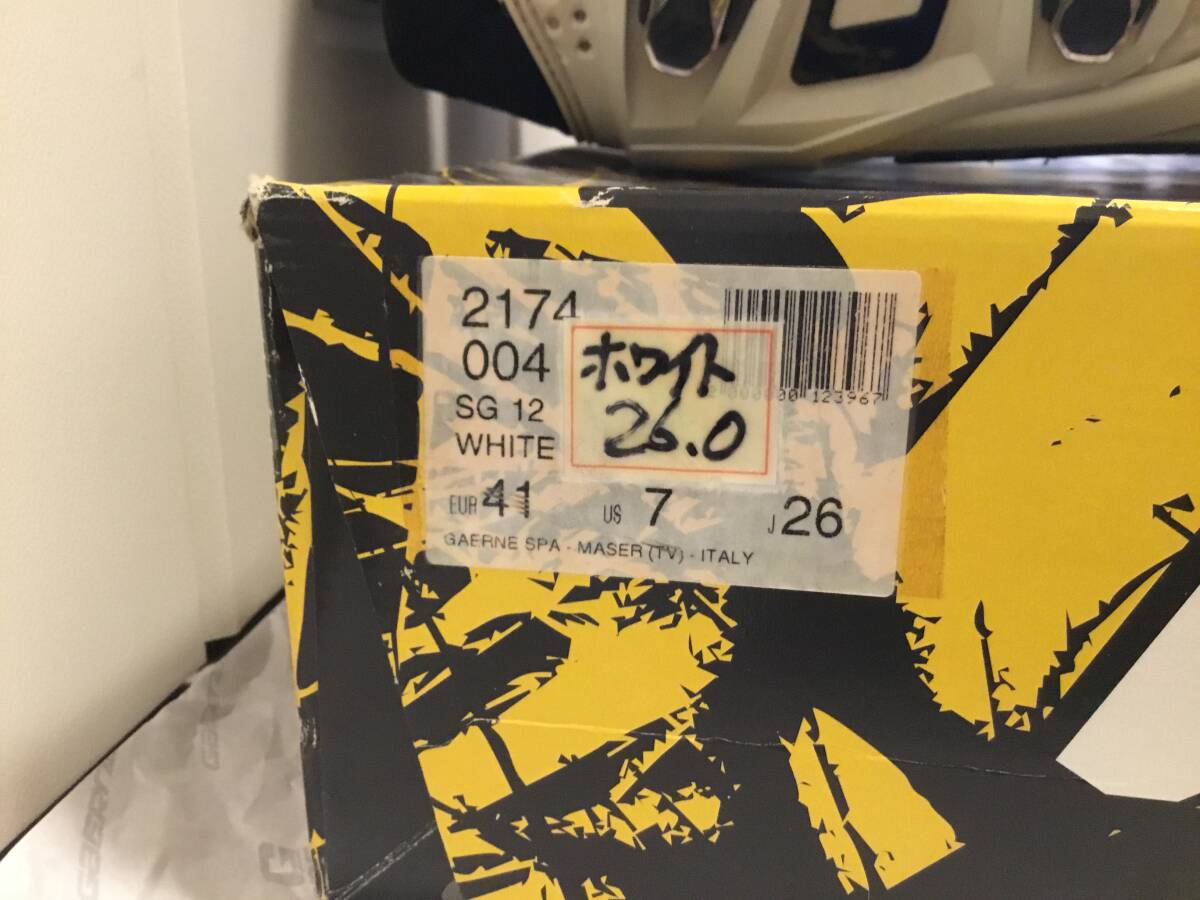 2174
004
SG 12
WHITE
ホワイト
26.0
123967
EUR 41 US 7 J 26
GAERNE SPA - MASER (TV) - ITALY